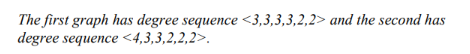 The first graph has degree sequence <3,3,3,3,2,2> and the second has
degree sequence <4,3,3,2,2,2>.